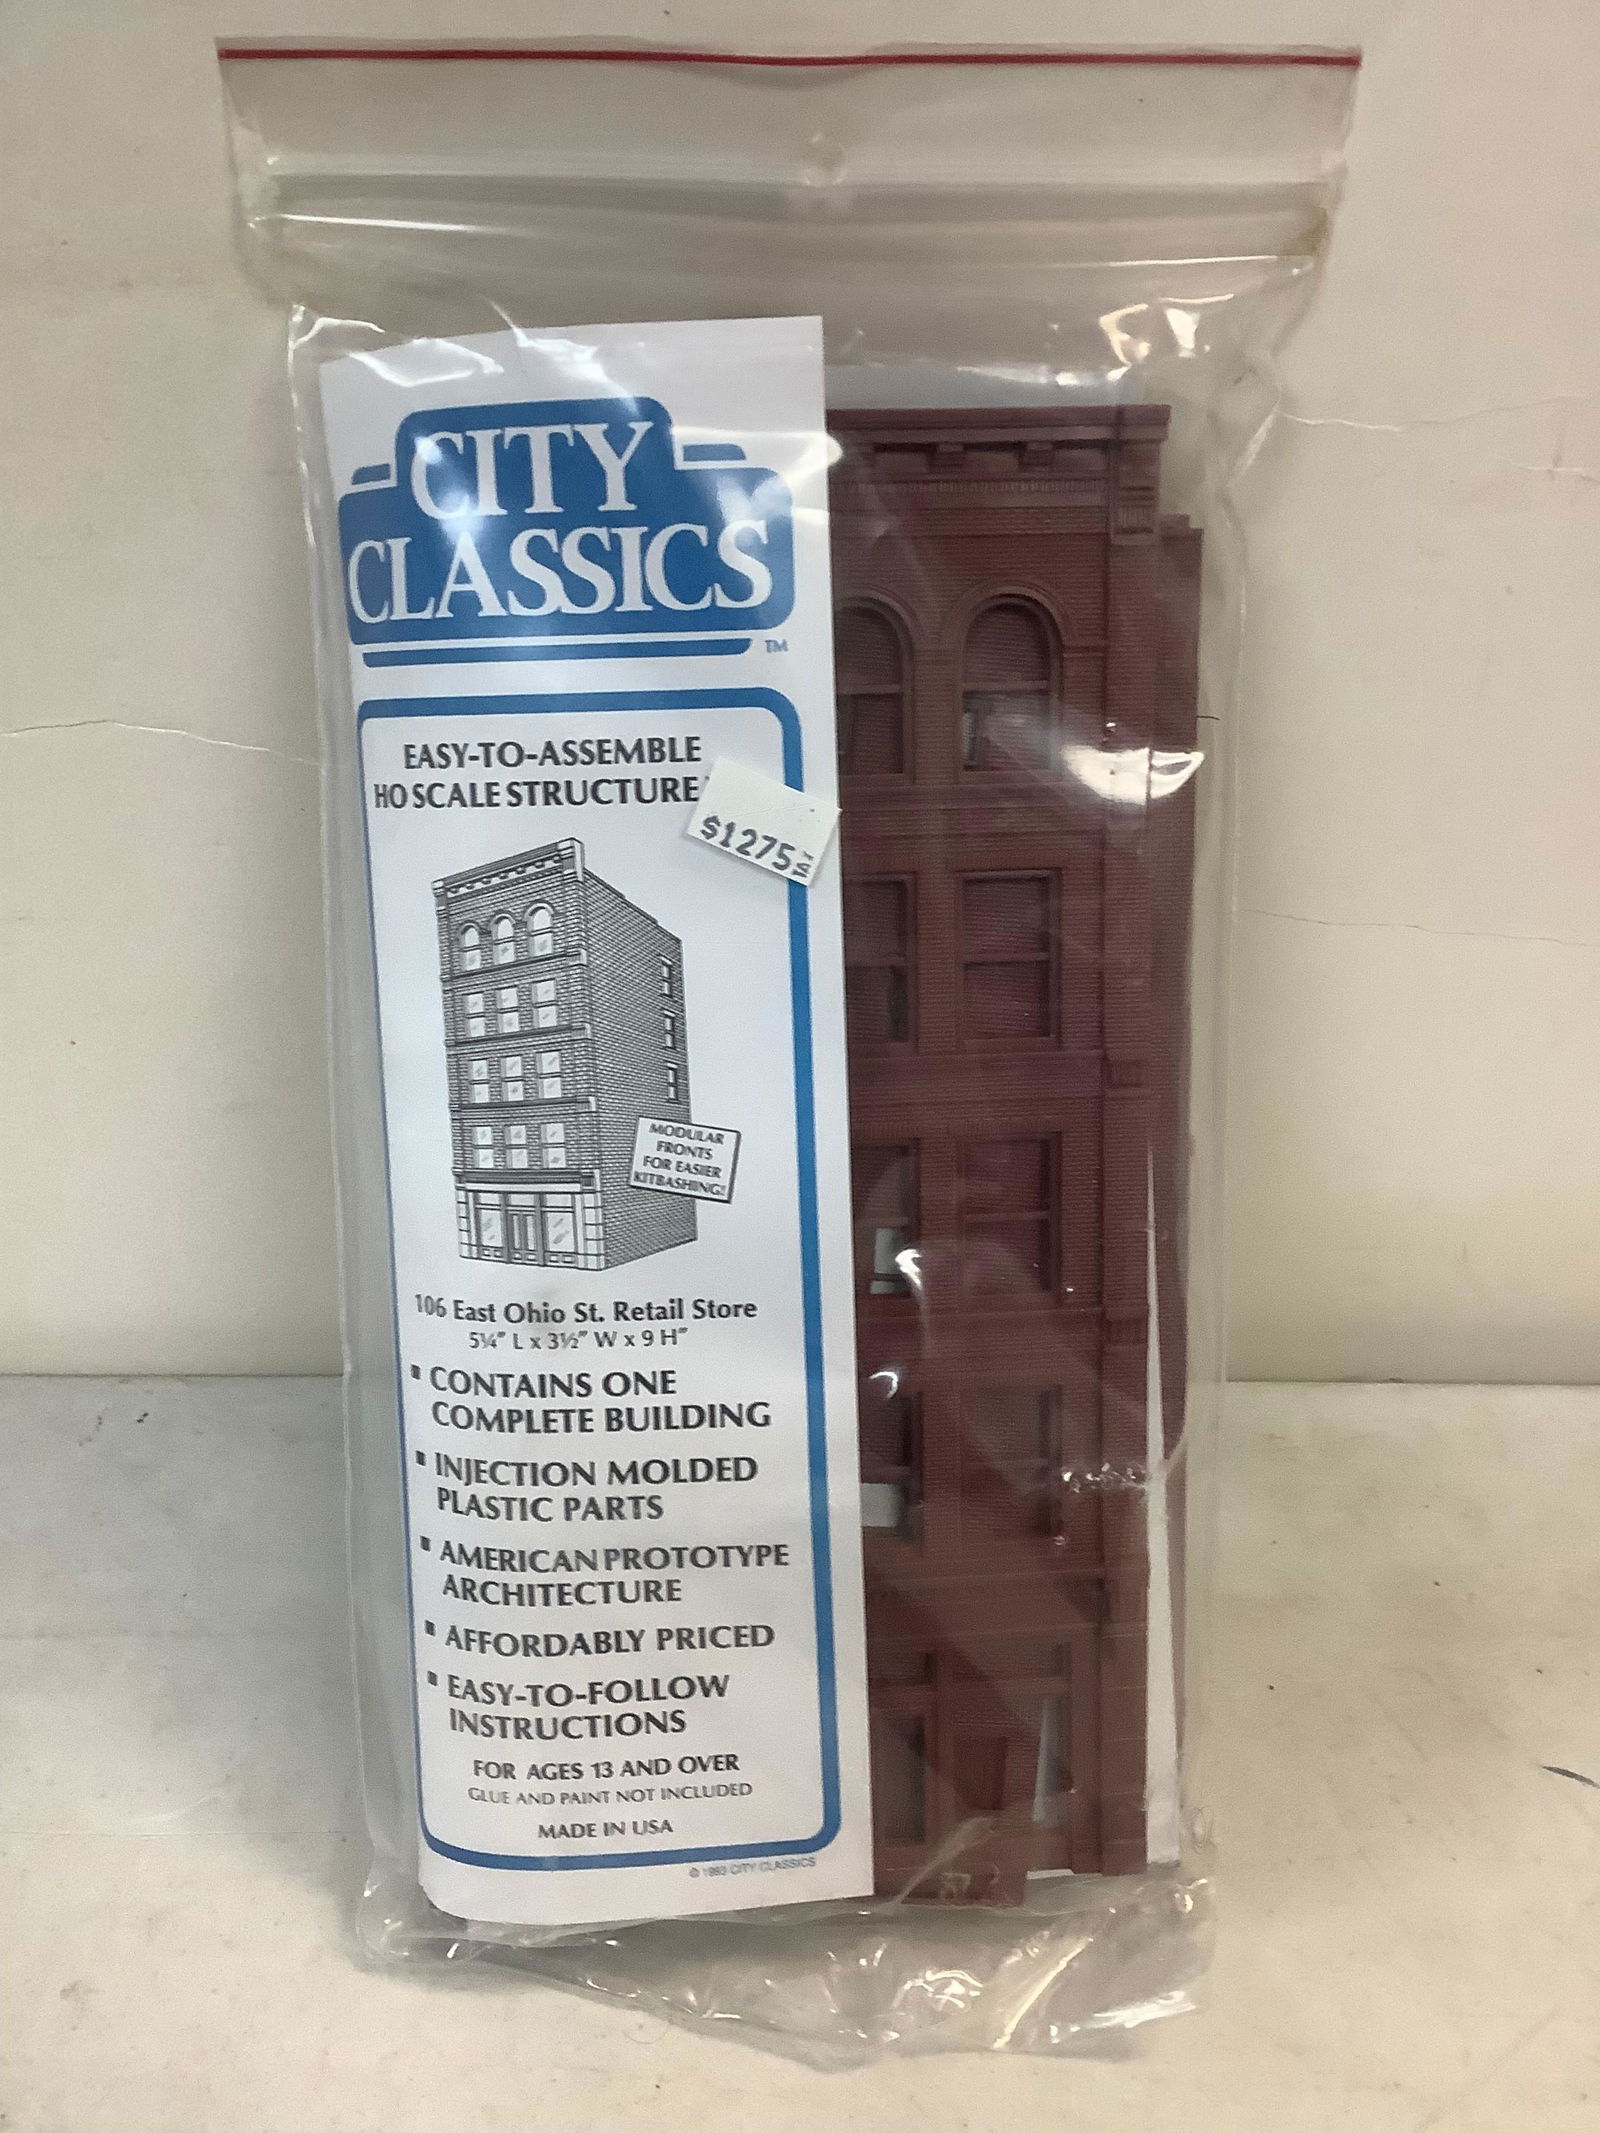 CITY
CLASSICS
TM
EASY-TO-ASSEMBLE
HO SCALE STRUCTURE
$1275
TAX
MODULAR
FRONTS
FOR EASIER
KITBASHING!
106 East Ohio St. Retail Store
5¼" L x 3½" W x 9 H"
▪ CONTAINS ONE
COMPLETE BUILDING
▪ INJECTION MOLDED
PLASTIC PARTS
▪ AMERICAN PROTOTYPE
ARCHITECTURE
▪ AFFORDABLY PRICED
▪ EASY-TO-FOLLOW
INSTRUCTIONS
FOR AGES 13 AND OVER
GLUE AND PAINT NOT INCLUDED
MADE IN USA
© 1993 CITY CLASSICS